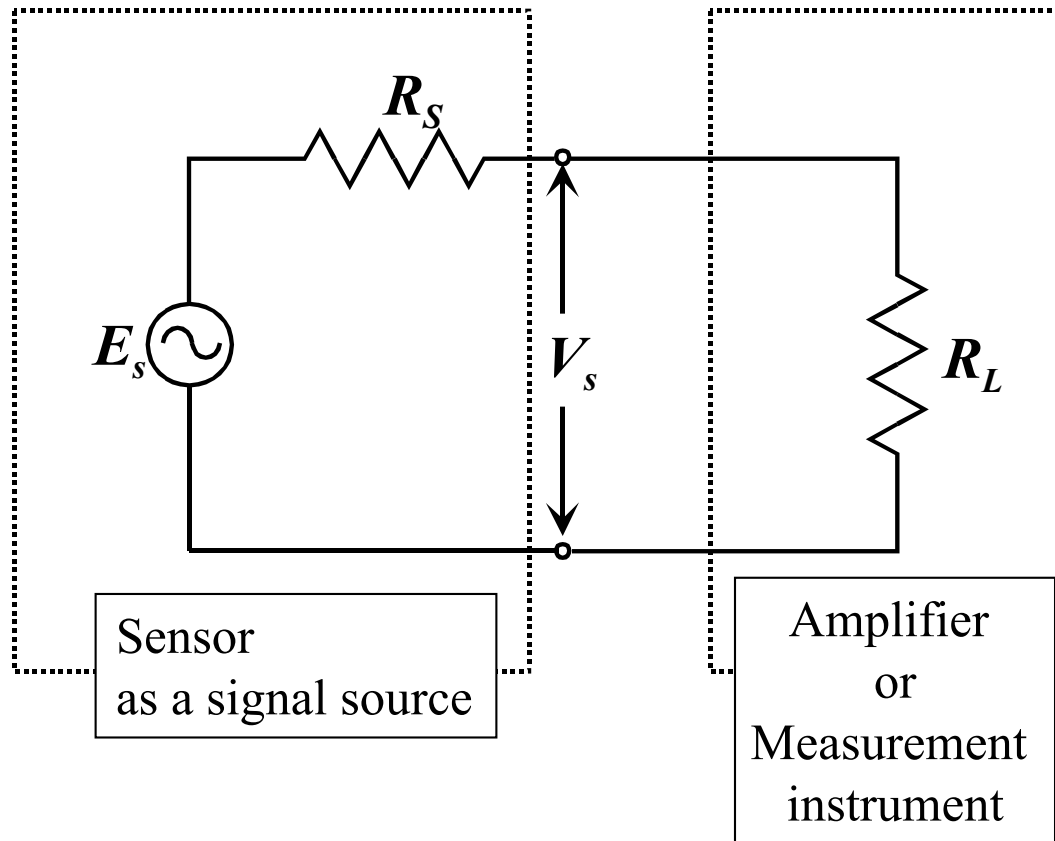 R_S
E_s
V_s
R_L
Sensor
as a signal source
Amplifier
or
Measurement
instrument